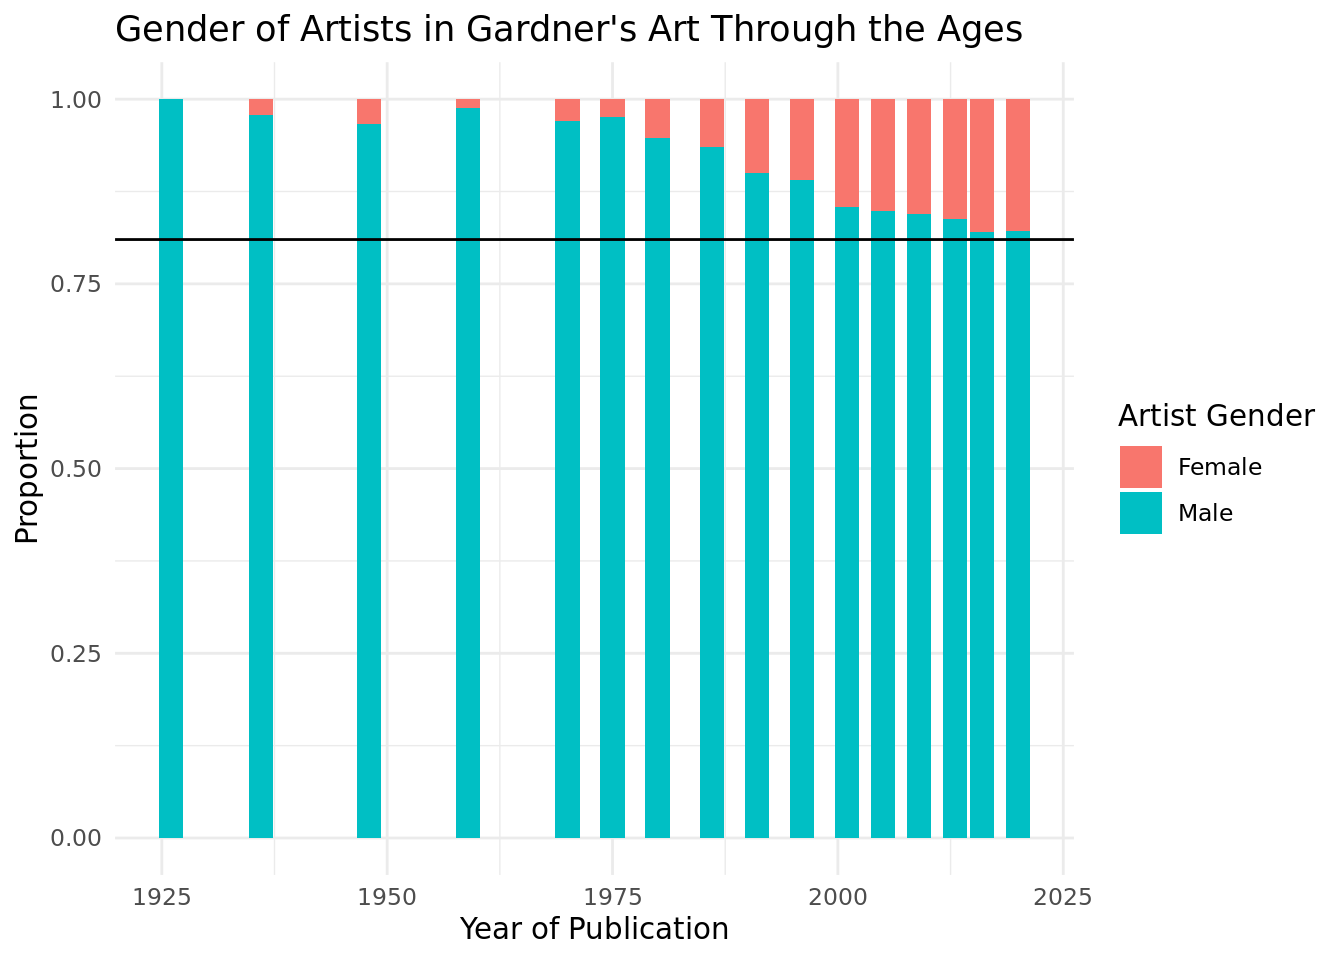 Gender of Artists in Gardner's Art Through the Ages
1.00
0.75
0.50
0.25
0.00
Proportion
1925 1950 1975 2000 2025
Year of Publication
Artist Gender
Female
Male